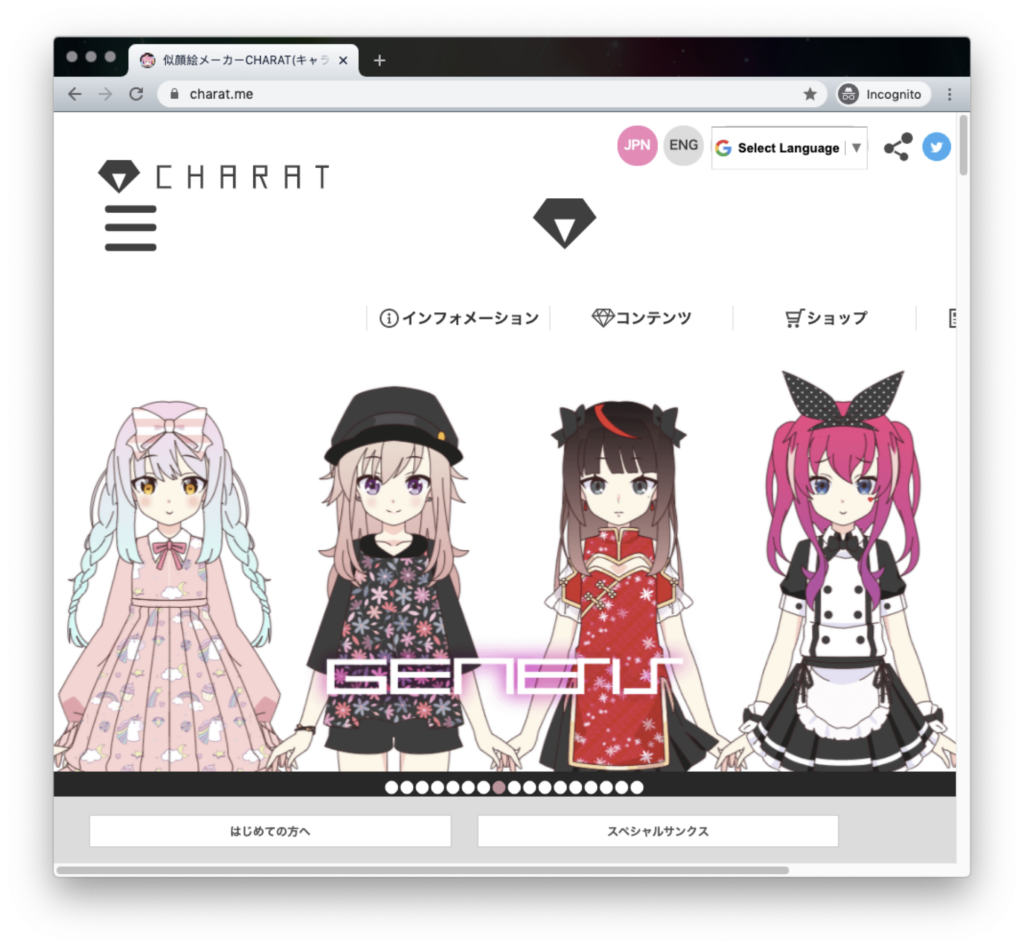 似顔絵メーカーCHARAT(キャラ
charat.me
Incognito
JPN
ENG
G Select Language ▼
CHARAT
インフォメーション
コンテンツ
ショップ
GENESIS
はじめての方へ
スペシャルサンクス